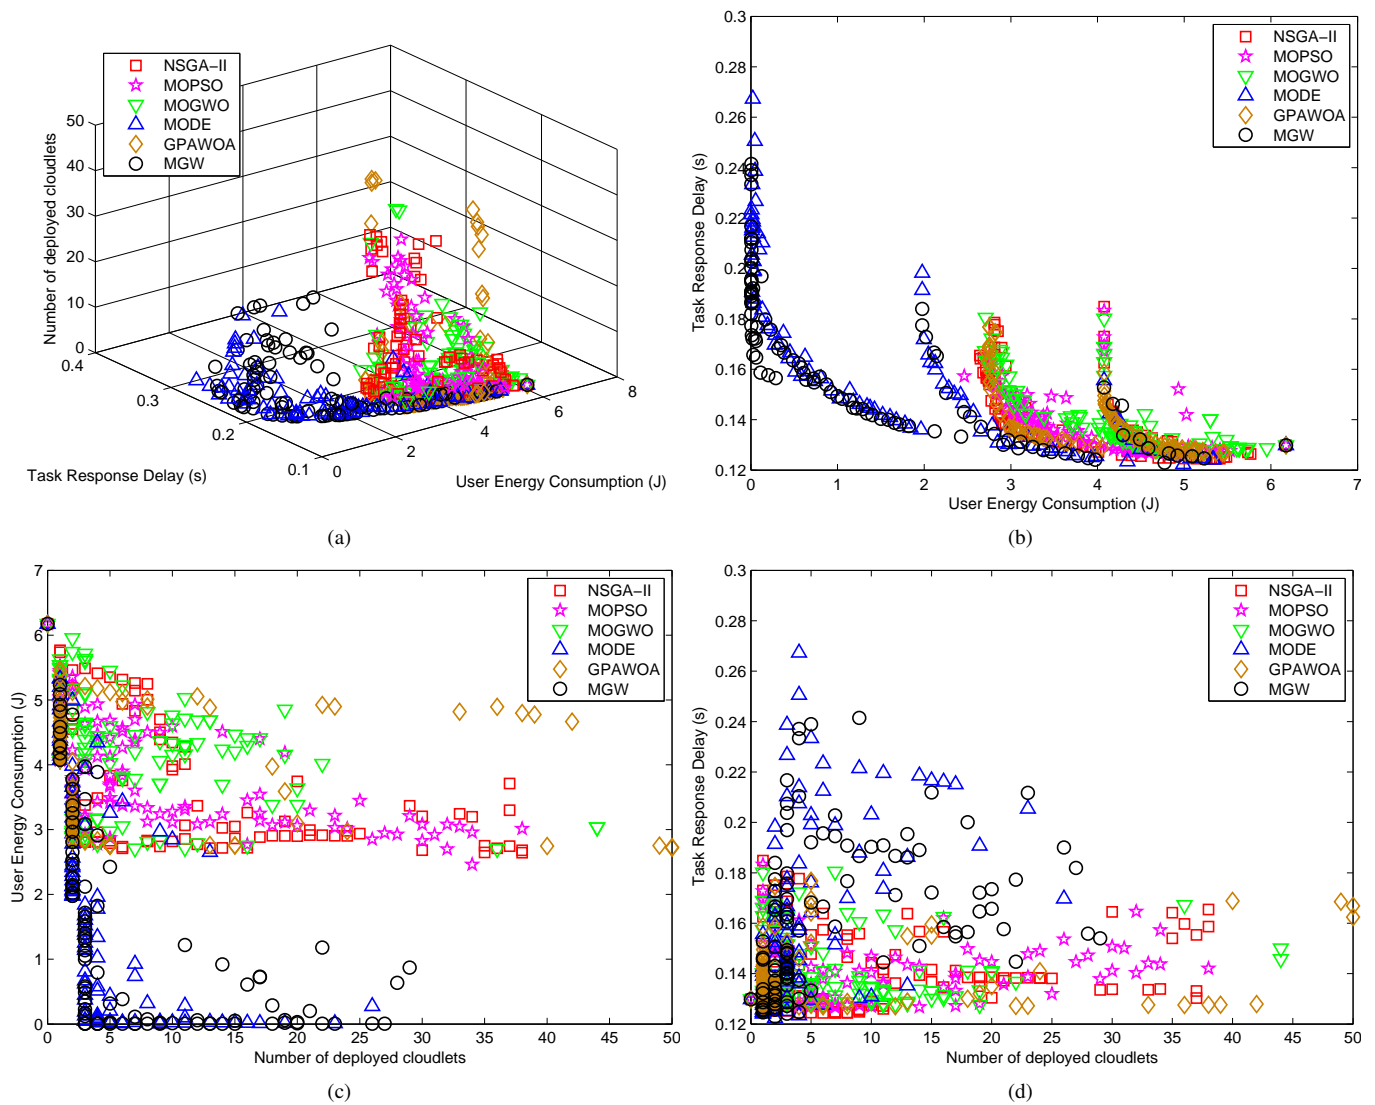 NSGA-II
MOPSO
MOGWO
MODE
GPAWOA
MGW
Number of deployed cloudlets
50
40
30
20
10
0
0.4
0.3
0.2
0.1
0
2
4
6
8
Task Response Delay (s)
User Energy Consumption (J)
(a)
NSGA-II
MOPSO
MOGWO
MODE
GPAWOA
MGW
Task Response Delay (s)
0.3
0.28
0.26
0.24
0.22
0.2
0.18
0.16
0.14
0.12
0 1 2 3 4 5 6 7
User Energy Consumption (J)
(b)
NSGA-II
MOPSO
MOGWO
MODE
GPAWOA
MGW
User Energy Consumption (J)
7
6
5
4
3
2
1
0
0 5 10 15 20 25 30 35 40 45 50
Number of deployed cloudlets
(c)
NSGA-II
MOPSO
MOGWO
MODE
GPAWOA
MGW
Task Response Delay (s)
0.3
0.28
0.26
0.24
0.22
0.2
0.18
0.16
0.14
0.12
0 5 10 15 20 25 30 35 40 45 50
Number of deployed cloudlets
(d)